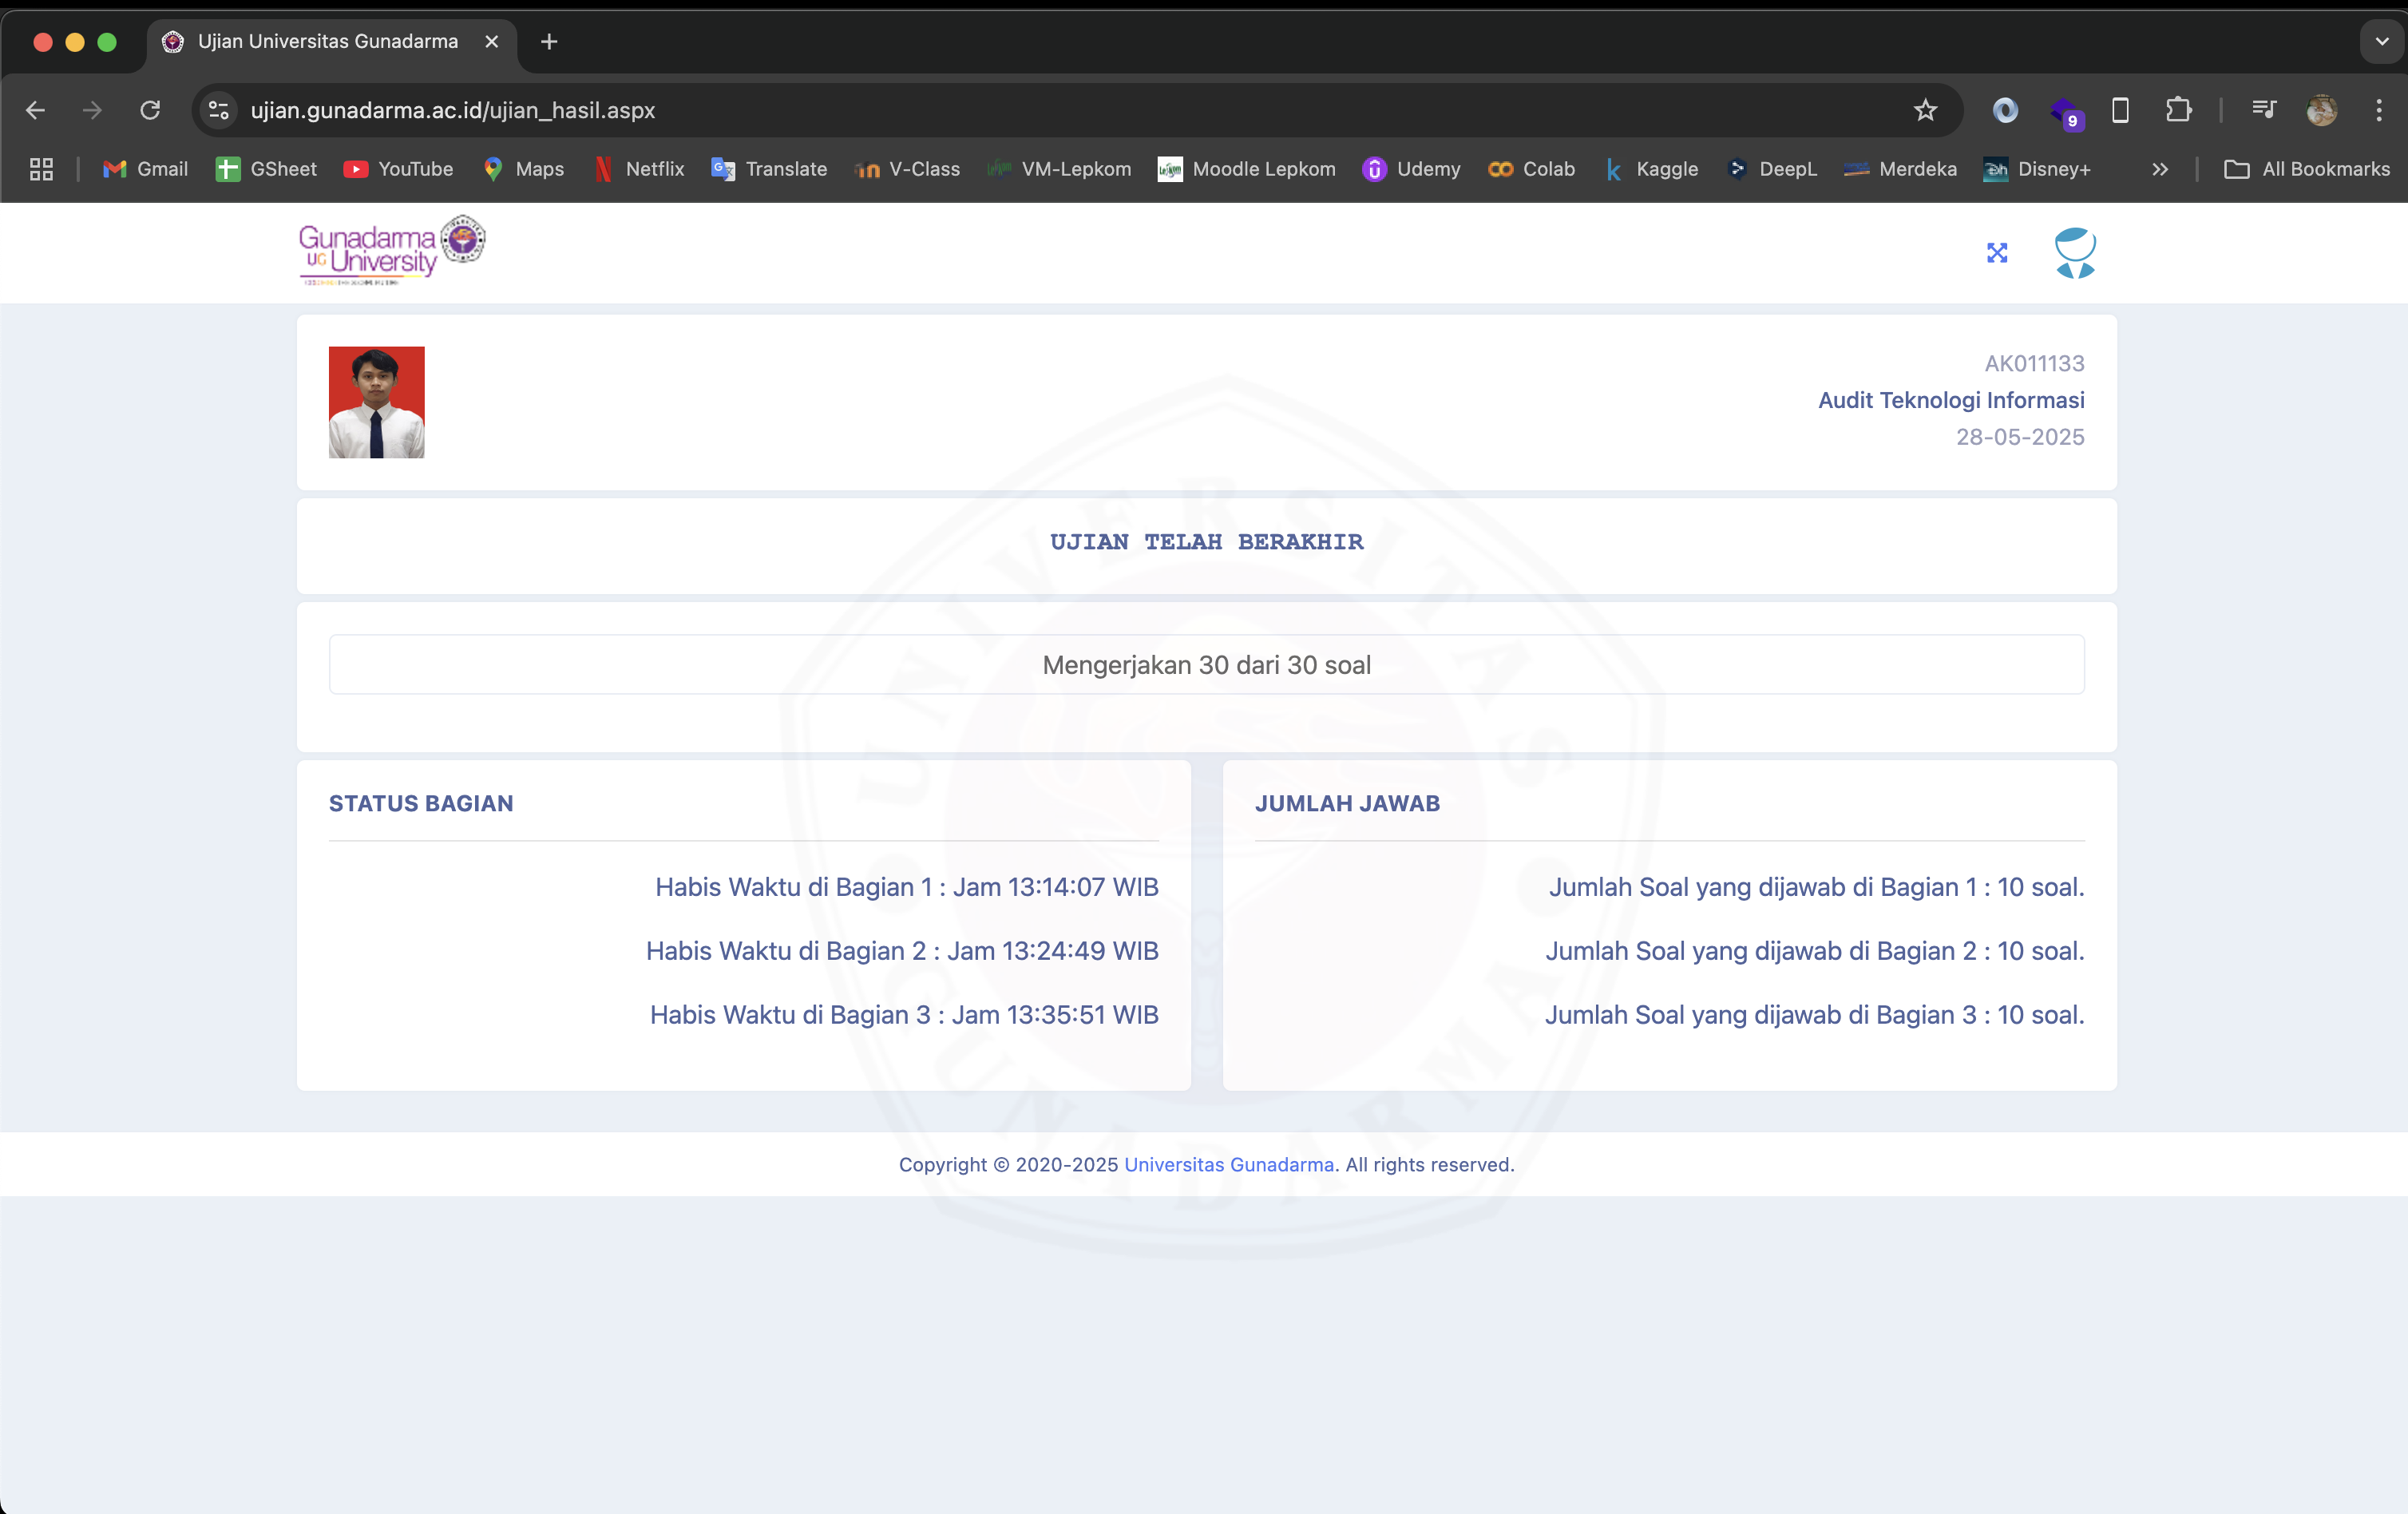 Ujian Universitas Gunadarma
ujian.gunadarma.ac.id/ujian_hasil.aspx
9
Gmail GSheet YouTube Maps Netflix Translate V-Class VM-Lepkom Moodle Lepkom Udemy Colab Kaggle DeepL Merdeka Disney+ All Bookmarks
Gunadarma
UG University
AK011133
Audit Teknologi Informasi
28-05-2025
UJIAN TELAH BERAKHIR
Mengerjakan 30 dari 30 soal
STATUS BAGIAN
Habis Waktu di Bagian 1 : Jam 13:14:07 WIB
Habis Waktu di Bagian 2 : Jam 13:24:49 WIB
Habis Waktu di Bagian 3 : Jam 13:35:51 WIB
JUMLAH JAWAB
Jumlah Soal yang dijawab di Bagian 1 : 10 soal.
Jumlah Soal yang dijawab di Bagian 2 : 10 soal.
Jumlah Soal yang dijawab di Bagian 3 : 10 soal.
UNIVERSITAS
GUNADARMA
Copyright © 2020-2025 Universitas Gunadarma. All rights reserved.